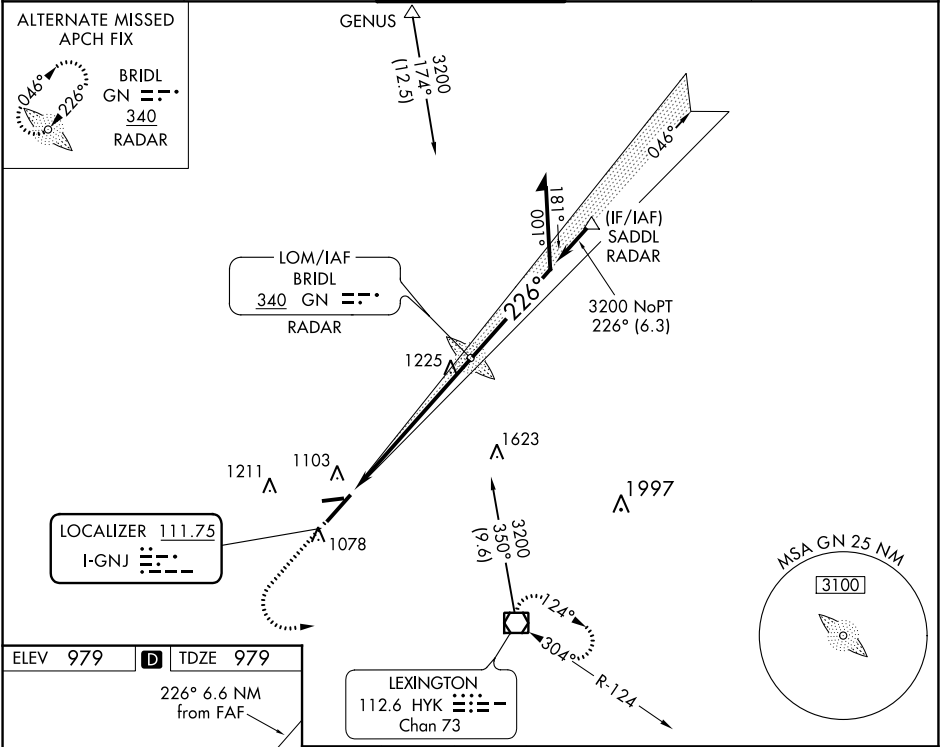 ALTERNATE MISSED
APCH FIX
046°
226°
BRIDL
GN
340
RADAR
GENUS
3200
174°
(12.5)
046°
181°
001°
(IF/IAF)
SADDL
RADAR
LOM/IAF
BRIDL
340 GN
RADAR
226°
3200 NoPT
226° (6.3)
1225
1623
1211
1103
1997
LOCALIZER 111.75
I-GNJ
1078
3200
350°
(9.6)
MSA GN 25 NM
3100
124°
304°
R-124
ELEV 979 D TDZE 979
226° 6.6 NM
from FAF
LEXINGTON
112.6 HYK
Chan 73